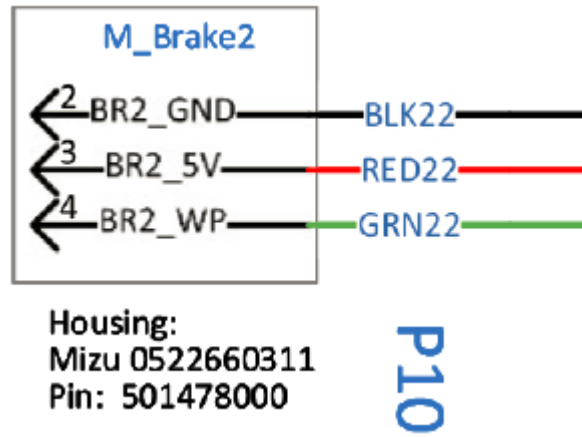 M_Brake2
2 BR2_GND BLK22
3 BR2_5V RED22
4 BR2_WP GRN22
Housing:
Mizu 0522660311
Pin: 501478000
P10